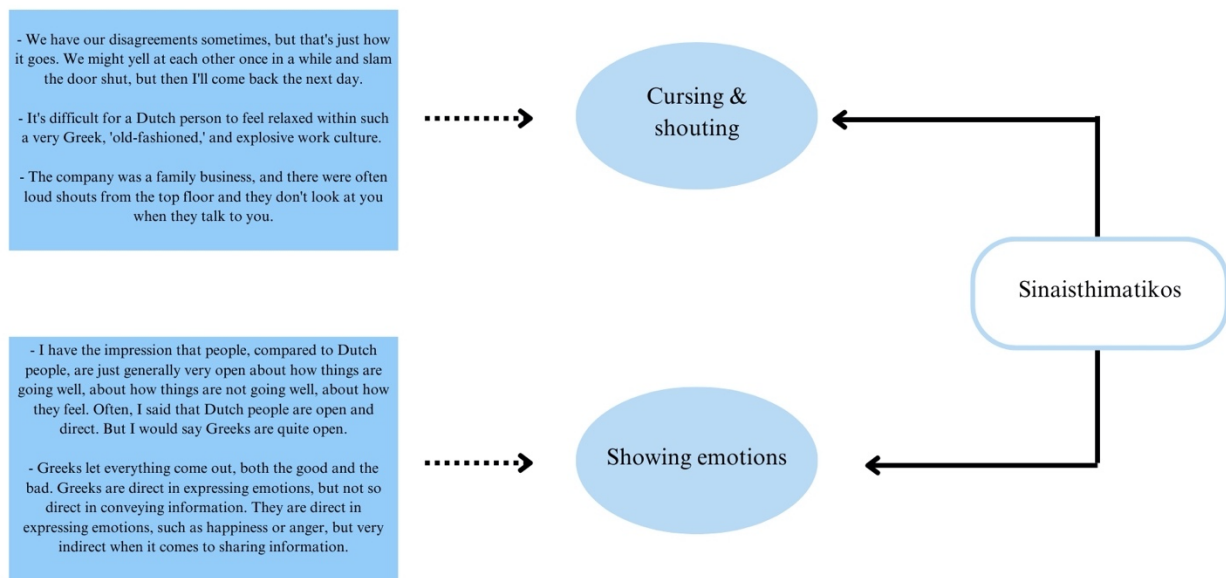 - We have our disagreements sometimes, but that's just how
it goes. We might yell at each other once in a while and slam
the door shut, but then I'll come back the next day.
- It's difficult for a Dutch person to feel relaxed within such
a very Greek, 'old-fashioned,' and explosive work culture.
- The company was a family business, and there were often
loud shouts from the top floor and they don't look at you
when they talk to you.
Cursing &
shouting
Sinaisthimatikos
- I have the impression that people, compared to Dutch
people, are just generally very open about how things are
going well, about how things are not going well, about how
they feel. Often, I said that Dutch people are open and
direct. But I would say Greeks are quite open.
- Greeks let everything come out, both the good and the
bad. Greeks are direct in expressing emotions, but not so
direct in conveying information. They are direct in
expressing emotions, such as happiness or anger, but very
indirect when it comes to sharing information.
Showing emotions